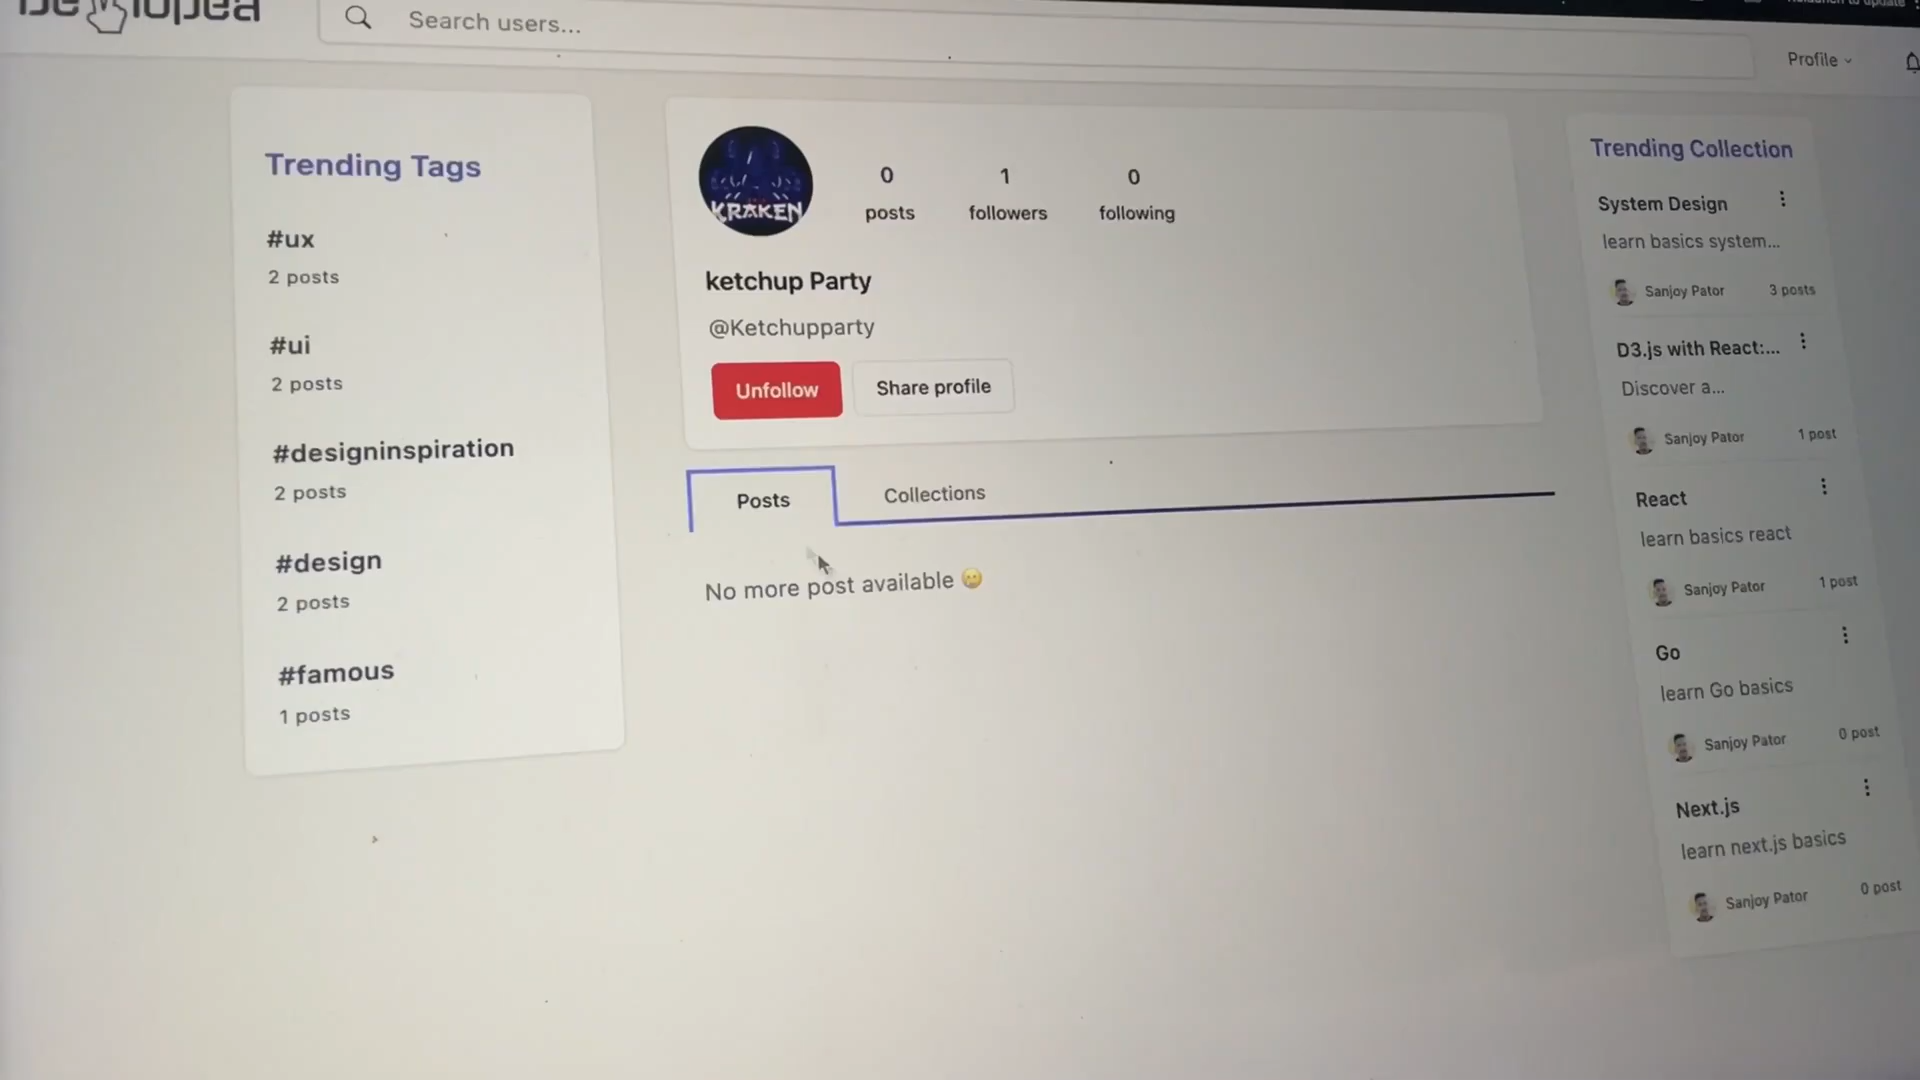 Search users...
Profile
Trending Tags
#ux
2 posts
#ui
2 posts
#designinspiration
2 posts
#design
2 posts
#famous
1 posts
KRAKEN
0 posts
1 followers
0 following
ketchup Party
@Ketchupparty
Unfollow
Share profile
Posts
Collections
No more post available 🥲
Trending Collection
System Design
learn basics system...
Sanjoy Pator
3 posts
D3.js with React:...
Discover a...
Sanjoy Pator
1 post
React
learn basics react
Sanjoy Pator
1 post
Go
learn Go basics
Sanjoy Pator
0 post
Next.js
learn next.js basics
Sanjoy Pator
0 post